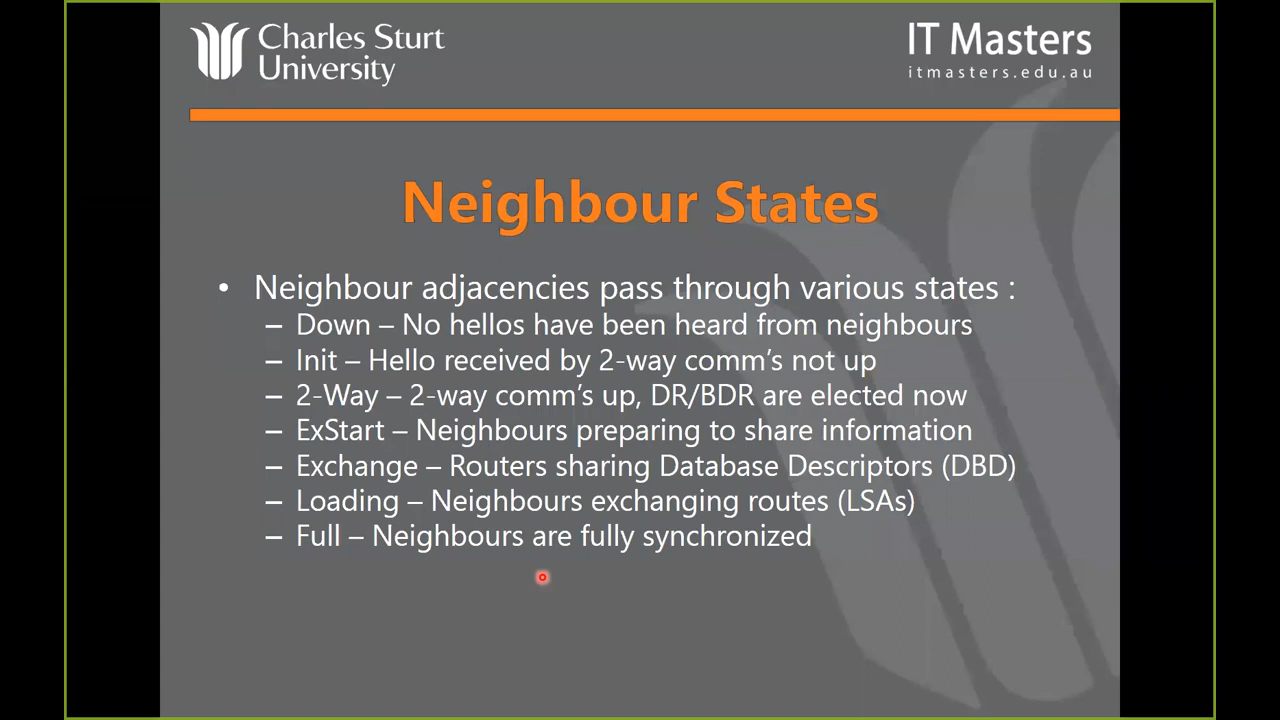 Charles Sturt
University
IT Masters
itmasters.edu.au
Neighbour States
• Neighbour adjacencies pass through various states :
– Down – No hellos have been heard from neighbours
– Init – Hello received by 2-way comm's not up
– 2-Way – 2-way comm's up, DR/BDR are elected now
– ExStart – Neighbours preparing to share information
– Exchange – Routers sharing Database Descriptors (DBD)
– Loading – Neighbours exchanging routes (LSAs)
– Full – Neighbours are fully synchronized